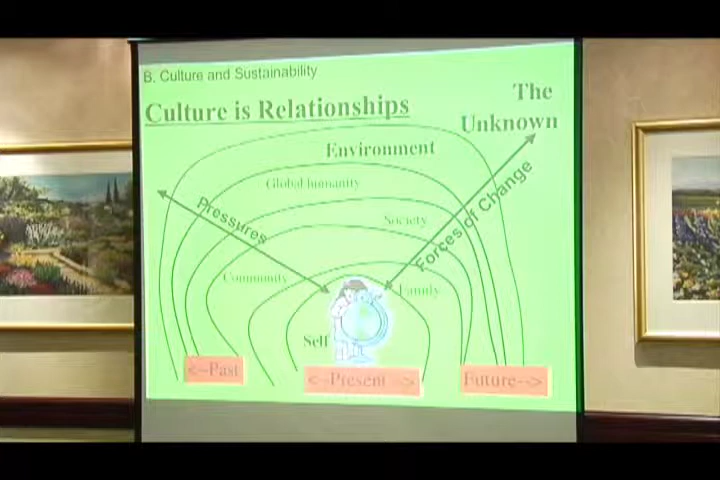 B. Culture and Sustainability
Culture is Relationships
The
Unknown
Environment
Global humanity
Pressures
Society
Forces of Change
Community
Family
Self
<--Past
<--Present -->
Future-->